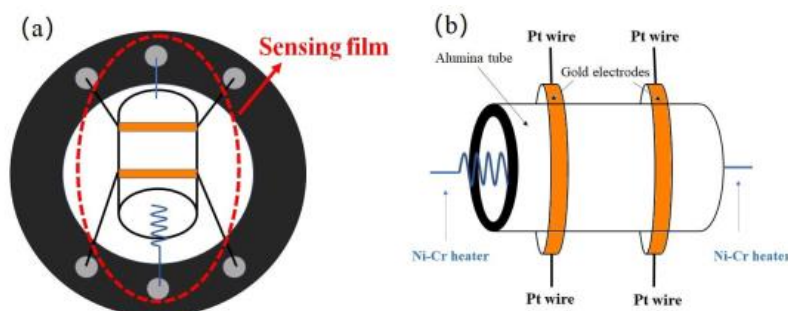 (a)
Sensing film
(b)
Pt wire Pt wire
Alumina tube
Gold electrodes
Ni-Cr heater
Ni-Cr heater
Pt wire Pt wire